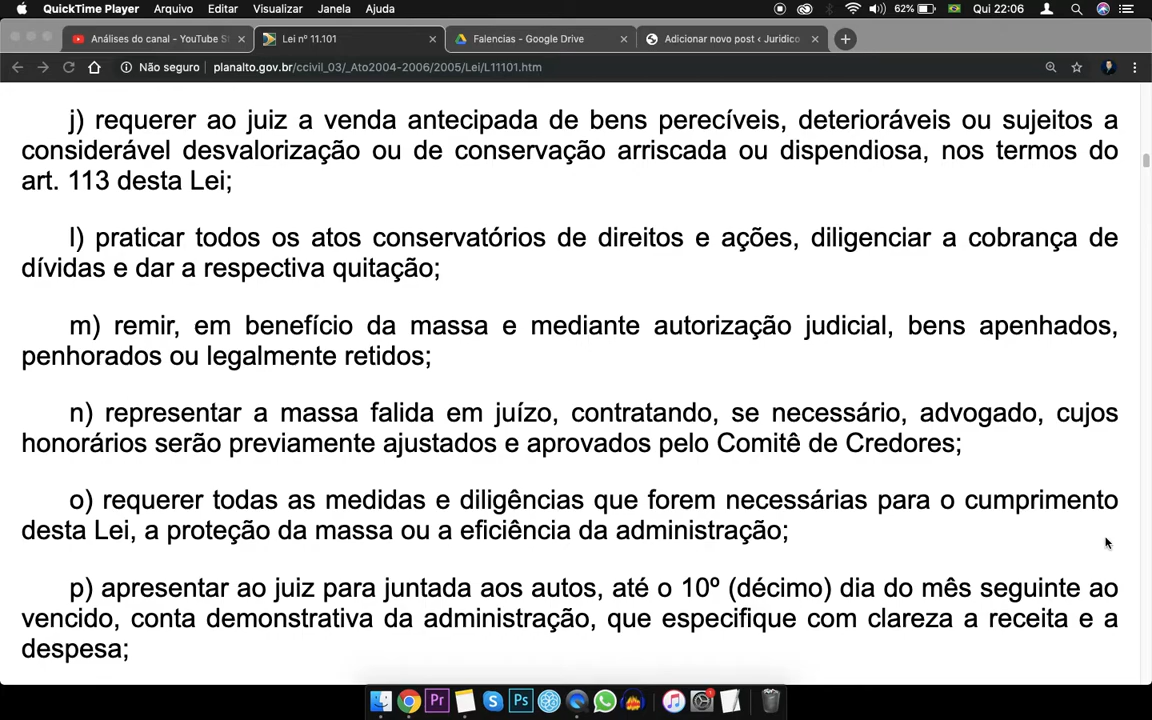 QuickTime Player Arquivo Editar Visualizar Janela Ajuda 62% Qui 22:06
Análises do canal - YouTube S × Lei nº 11.101 × Falencias - Google Drive × Adicionar novo post ‹ Juridico ×
Não seguro planalto.gov.br/ccivil_03/_Ato2004-2006/2005/Lei/L11101.htm
j) requerer ao juiz a venda antecipada de bens perecíveis, deterioráveis ou sujeitos a
considerável desvalorização ou de conservação arriscada ou dispendiosa, nos termos do
art. 113 desta Lei;
l) praticar todos os atos conservatórios de direitos e ações, diligenciar a cobrança de
dívidas e dar a respectiva quitação;
m) remir, em benefício da massa e mediante autorização judicial, bens apenhados,
penhorados ou legalmente retidos;
n) representar a massa falida em juízo, contratando, se necessário, advogado, cujos
honorários serão previamente ajustados e aprovados pelo Comitê de Credores;
o) requerer todas as medidas e diligências que forem necessárias para o cumprimento
desta Lei, a proteção da massa ou a eficiência da administração;
p) apresentar ao juiz para juntada aos autos, até o 10º (décimo) dia do mês seguinte ao
vencido, conta demonstrativa da administração, que especifique com clareza a receita e a
despesa;
Pr Ps